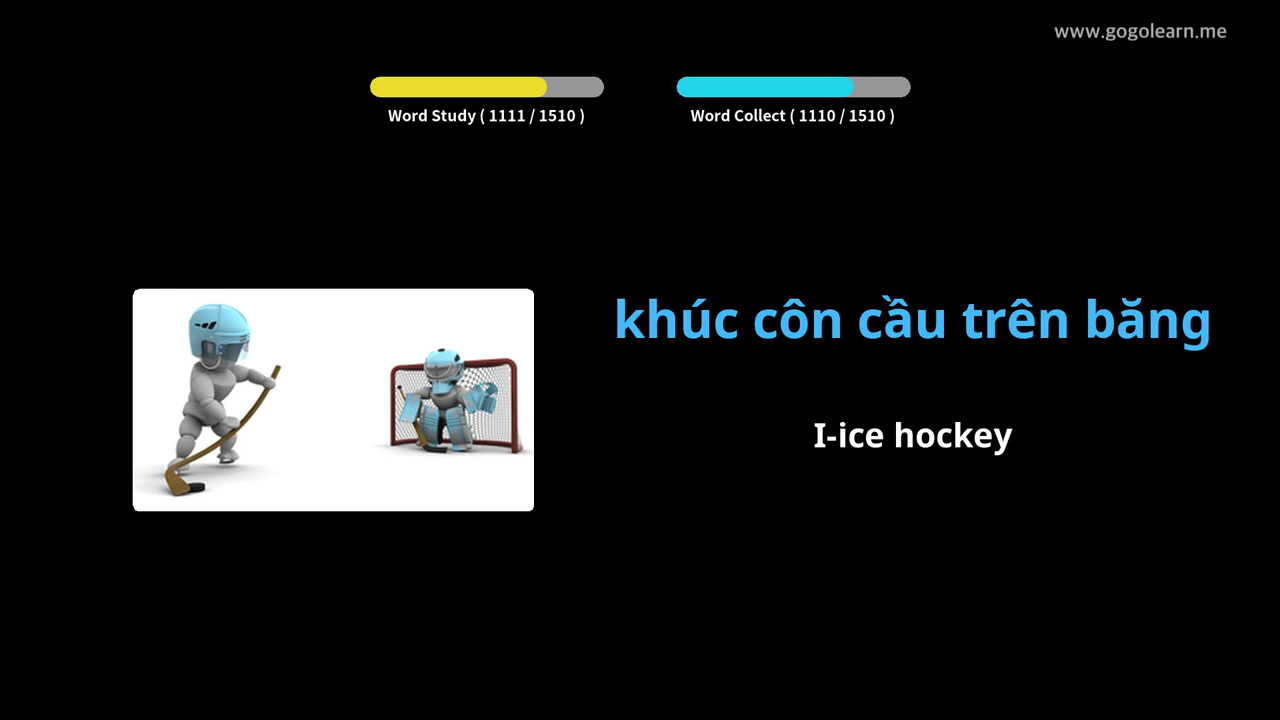 www.gogolearn.me
Word Study ( 1111 / 1510 )
Word Collect ( 1110 / 1510 )
khúc côn cầu trên băng
I-ice hockey